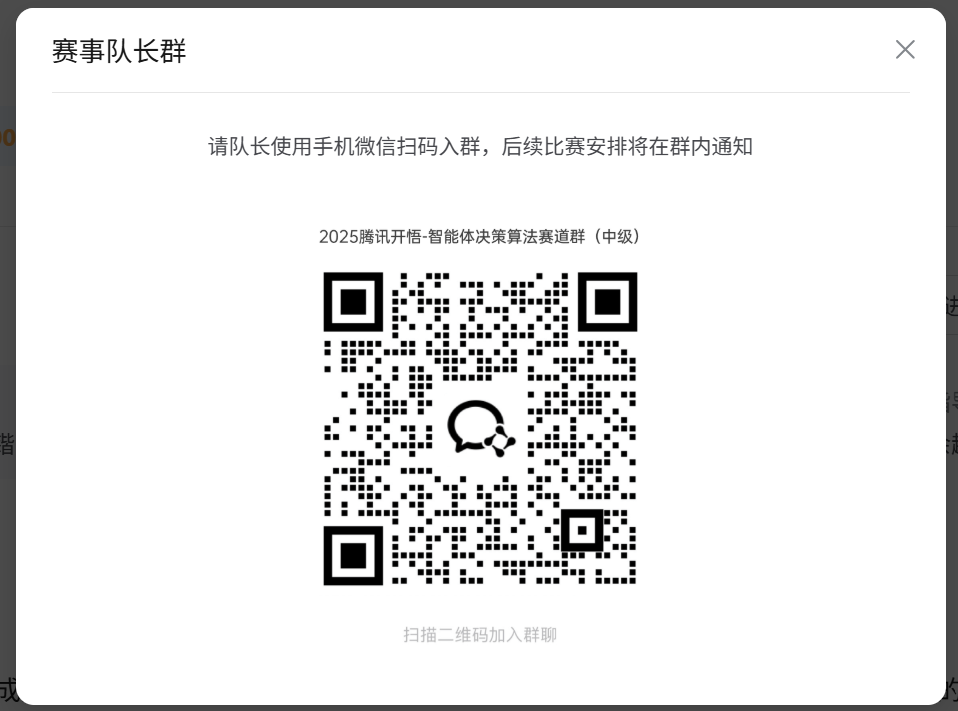 赛事队长群
请队长使用手机微信扫码入群，后续比赛安排将在群内通知
2025腾讯开悟-智能体决策算法赛道群（中级）
扫描二维码加入群聊